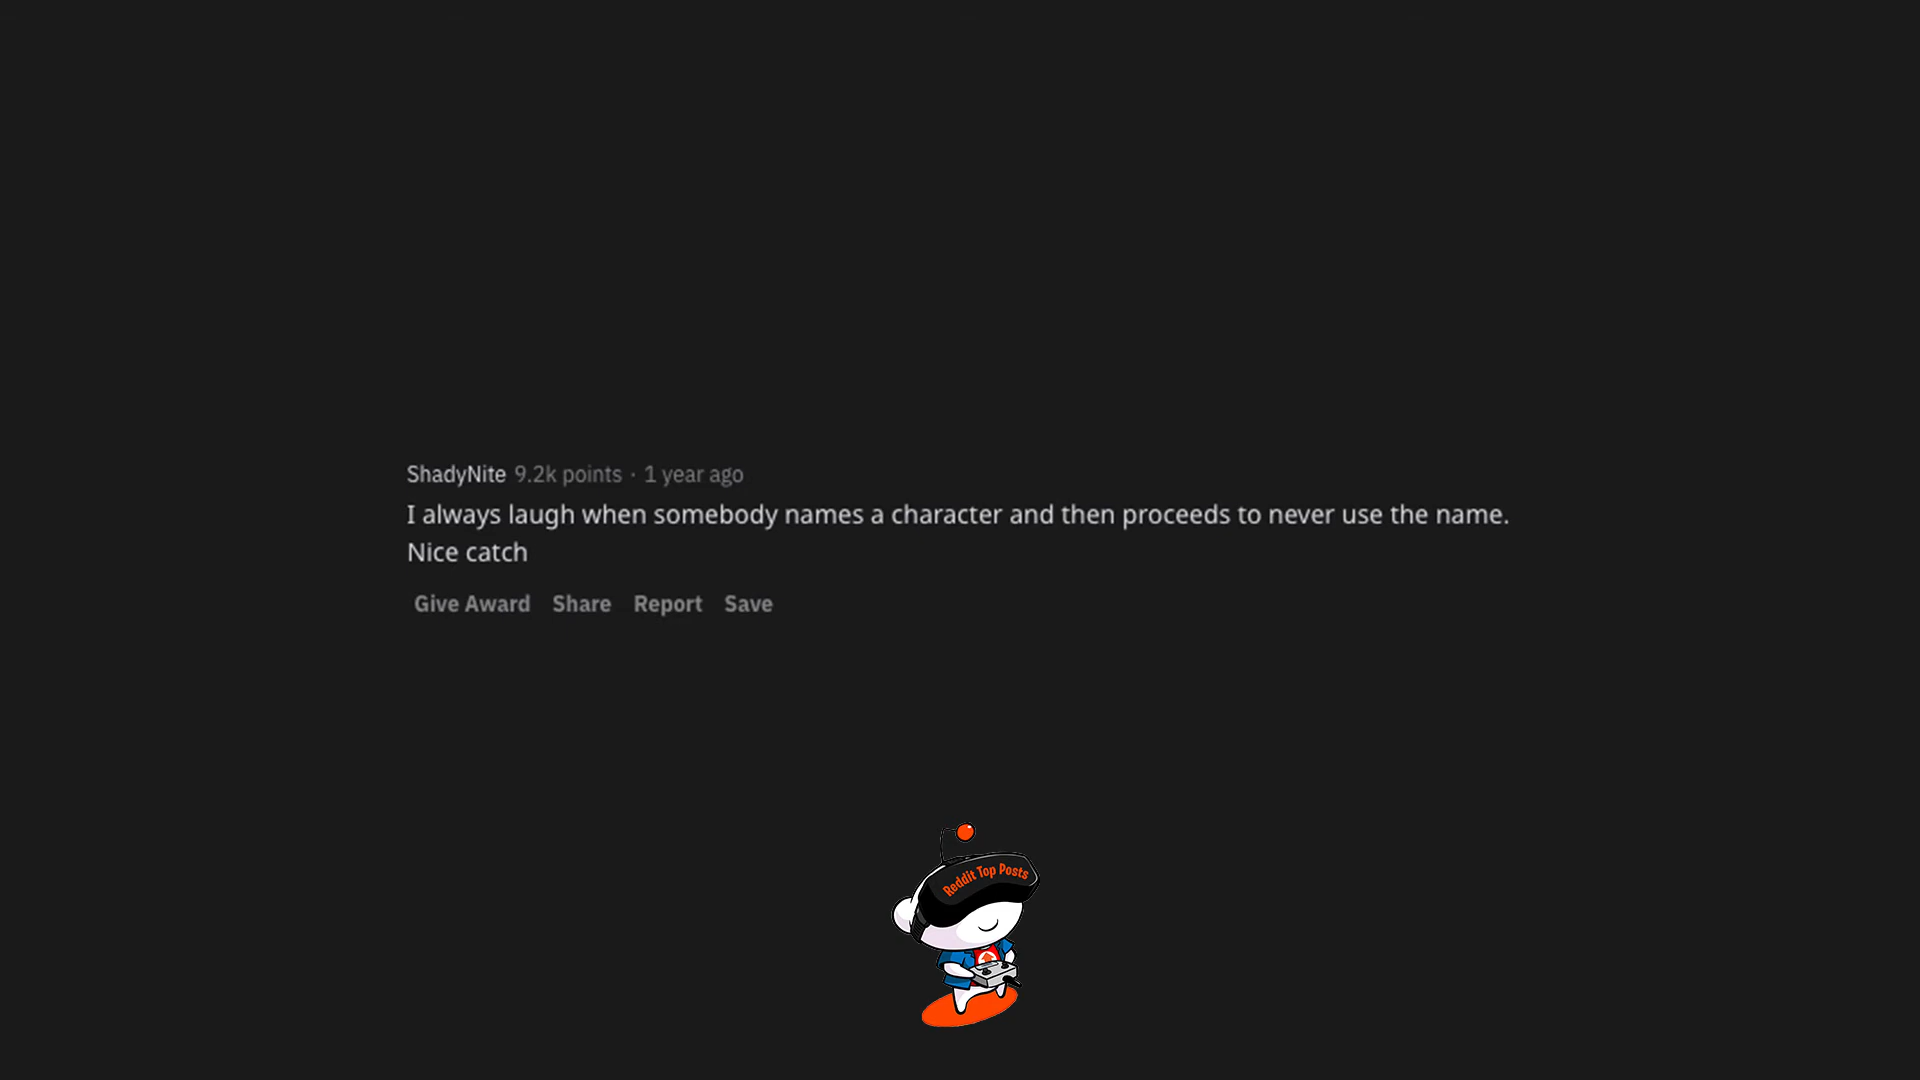 ShadyNite 9.2k points · 1 year ago
I always laugh when somebody names a character and then proceeds to never use the name.
Nice catch
Give Award Share Report Save
Reddit Top Posts